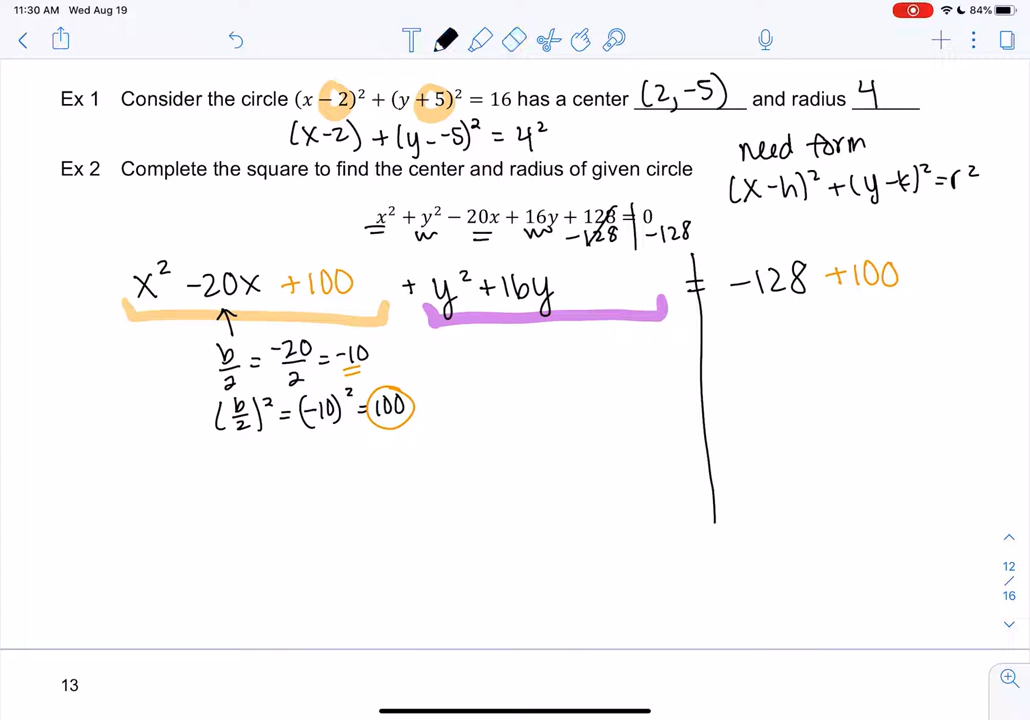 11:30 AM Wed Aug 19
84%
T
Ex 1 Consider the circle (x − 2)² + (y + 5)² = 16 has a center (2, -5) and radius 4
(x-2) + (y - -5)² = 4²
need form
Ex 2 Complete the square to find the center and radius of given circle
(x-h)² + (y-k)² = r²
x² + y² − 20x + 16y + 128 = 0
-128 -128
x² -20x +100 + y² +16y = -128 +100
b/2 = -20/2 = -10
(b/2)² = (-10)² = 100
12
/
16
13